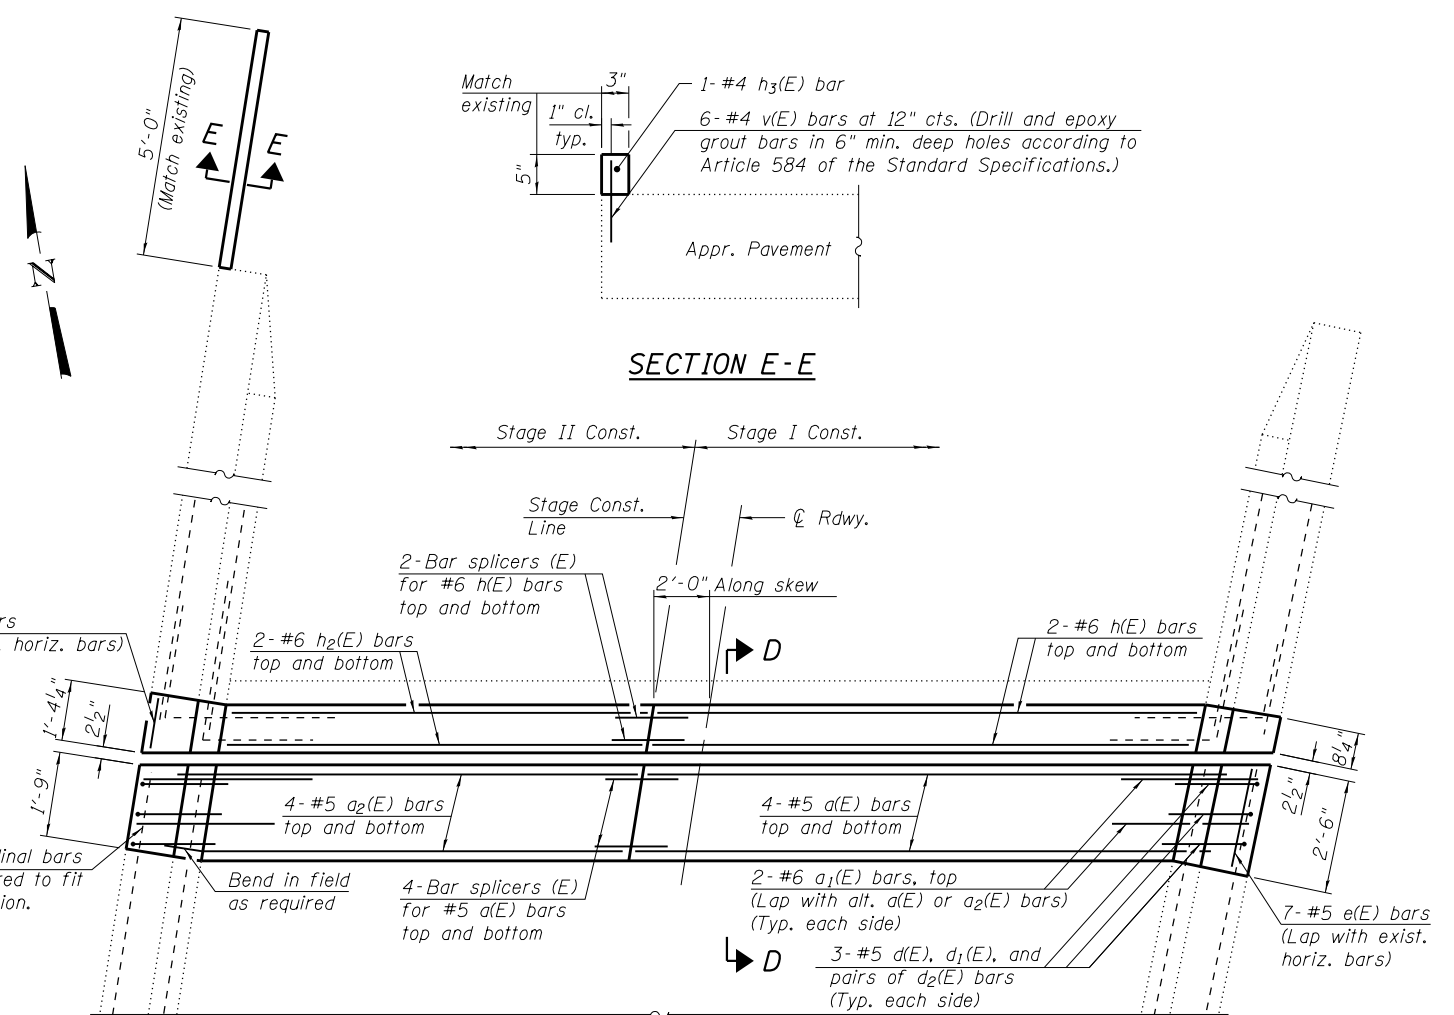 5'-0"
(Match existing)
E
E
N
Match
existing
3"
1" cl.
typ.
5"
1-#4 h3(E) bar
6-#4 v(E) bars at 12" cts. (Drill and epoxy
grout bars in 6" min. deep holes according to
Article 584 of the Standard Specifications.)
Appr. Pavement
SECTION E-E
Stage II Const.
Stage I Const.
Stage Const.
Line
℄ Rdwy.
2-Bar splicers (E)
for #6 h(E) bars
top and bottom
2'-0" Along skew
rs
horiz. bars)
2-#6 h2(E) bars
top and bottom
D
2-#6 h(E) bars
top and bottom
1'-4¼"
2½"
1'-9"
8¼"
2½"
2'-6"
4-#5 a2(E) bars
top and bottom
4-#5 a(E) bars
top and bottom
inal bars
red to fit
ion.
Bend in field
as required
4-Bar splicers (E)
for #5 a(E) bars
top and bottom
2-#6 a1(E) bars, top
(Lap with alt. a(E) or a2(E) bars)
(Typ. each side)
D
3-#5 d(E), d1(E), and
pairs of d2(E) bars
(Typ. each side)
7-#5 e(E) bars
(Lap with exist.
horiz. bars)